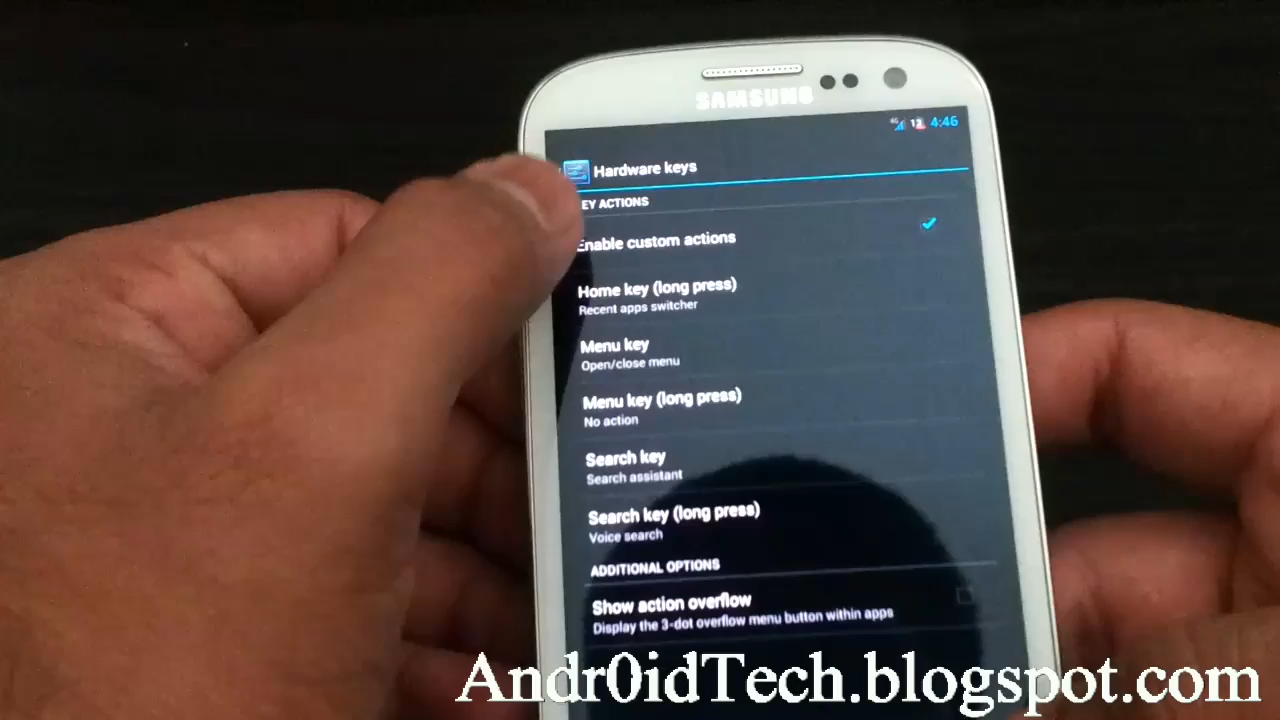 SAMSUNG
4G 12 4:46
Hardware keys
EY ACTIONS
Enable custom actions
Home key (long press)
Recent apps switcher
Menu key
Open/close menu
Menu key (long press)
No action
Search key
Search assistant
Search key (long press)
Voice search
ADDITIONAL OPTIONS
Show action overflow
Display the 3-dot overflow menu button within apps
Andr0idTech.blogspot.com